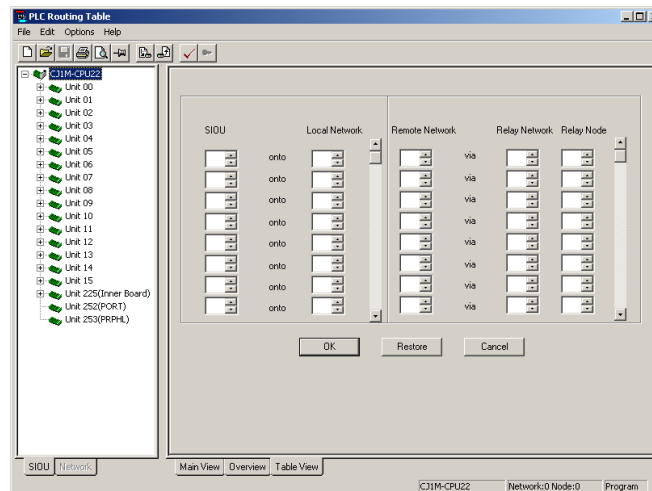 PLC Routing Table
File Edit Options Help
CJ1M-CPU22
Unit 00
Unit 01
Unit 02
Unit 03
Unit 04
Unit 05
Unit 06
Unit 07
Unit 08
Unit 09
Unit 10
Unit 11
Unit 12
Unit 13
Unit 14
Unit 15
Unit 225(Inner Board)
Unit 252(PORT)
Unit 253(PRPHL)
SIOU Network
SIOU Local Network Remote Network Relay Network Relay Node
onto via
onto via
onto via
onto via
onto via
onto via
onto via
onto via
OK Restore Cancel
Main View Overview Table View
CJ1M-CPU22 Network:0 Node:0 Program